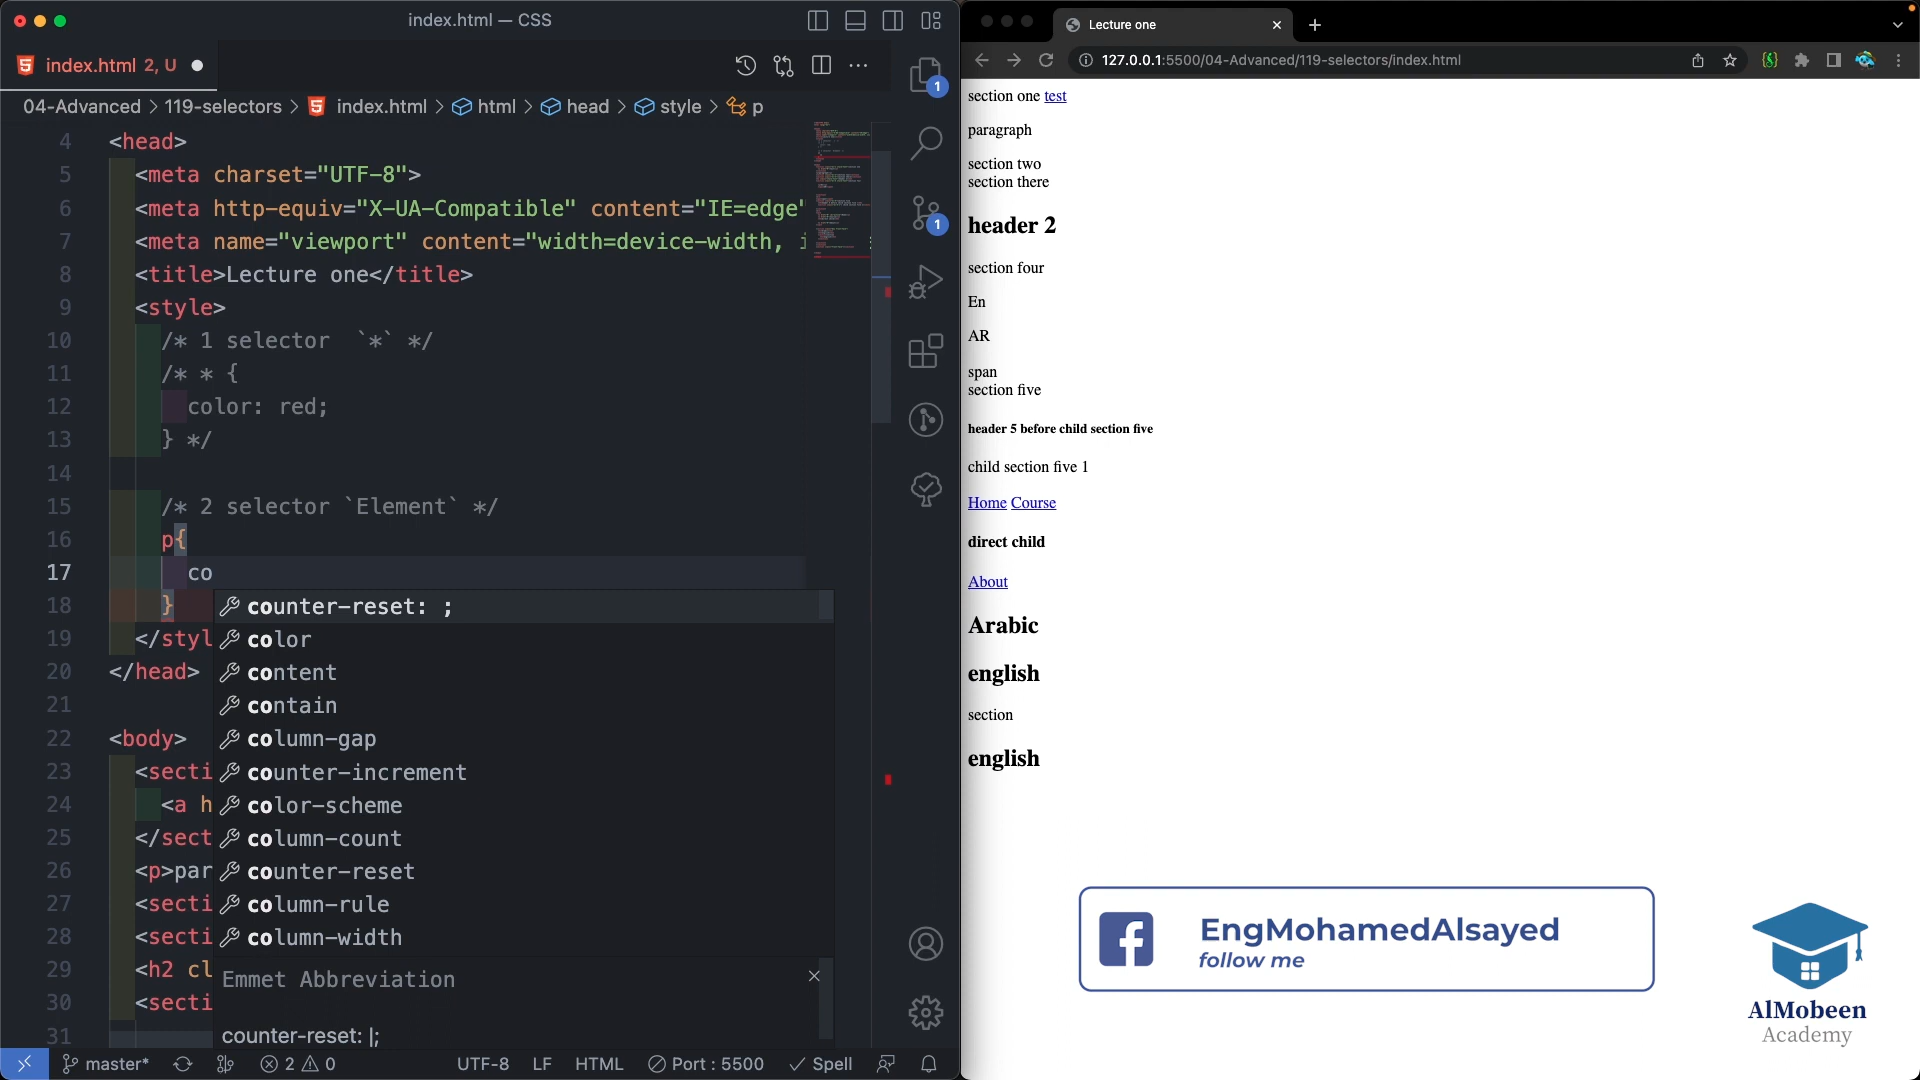 index.html — CSS
index.html 2, U
04-Advanced > 119-selectors > index.html > html > head > style > p
4 <head>
5 <meta charset="UTF-8">
6 <meta http-equiv="X-UA-Compatible" content="IE=edge"
7 <meta name="viewport" content="width=device-width, i
8 <title>Lecture one</title>
9 <style>
10 /* 1 selector `*` */
11 /* * {
12 color: red;
13 } */
14
15 /* 2 selector `Element` */
16 p{
17 co
18 }
19 </styl
20 </head>
21
22 <body>
23 <secti
24 <a h
25 </sect
26 <p>par
27 <secti
28 <secti
29 <h2 cl
30 <secti
31
counter-reset: ;
color
content
contain
column-gap
counter-increment
color-scheme
column-count
counter-reset
column-rule
column-width
Emmet Abbreviation
counter-reset: |;
1
1
master* 2 0 UTF-8 LF HTML Port : 5500 Spell
Lecture one
127.0.0.1:5500/04-Advanced/119-selectors/index.html
section one test
paragraph
section two
section there
header 2
section four
En
AR
span
section five
header 5 before child section five
child section five 1
Home Course
direct child
About
Arabic
english
section
english
EngMohamedAlsayed
follow me
AlMobeen
Academy